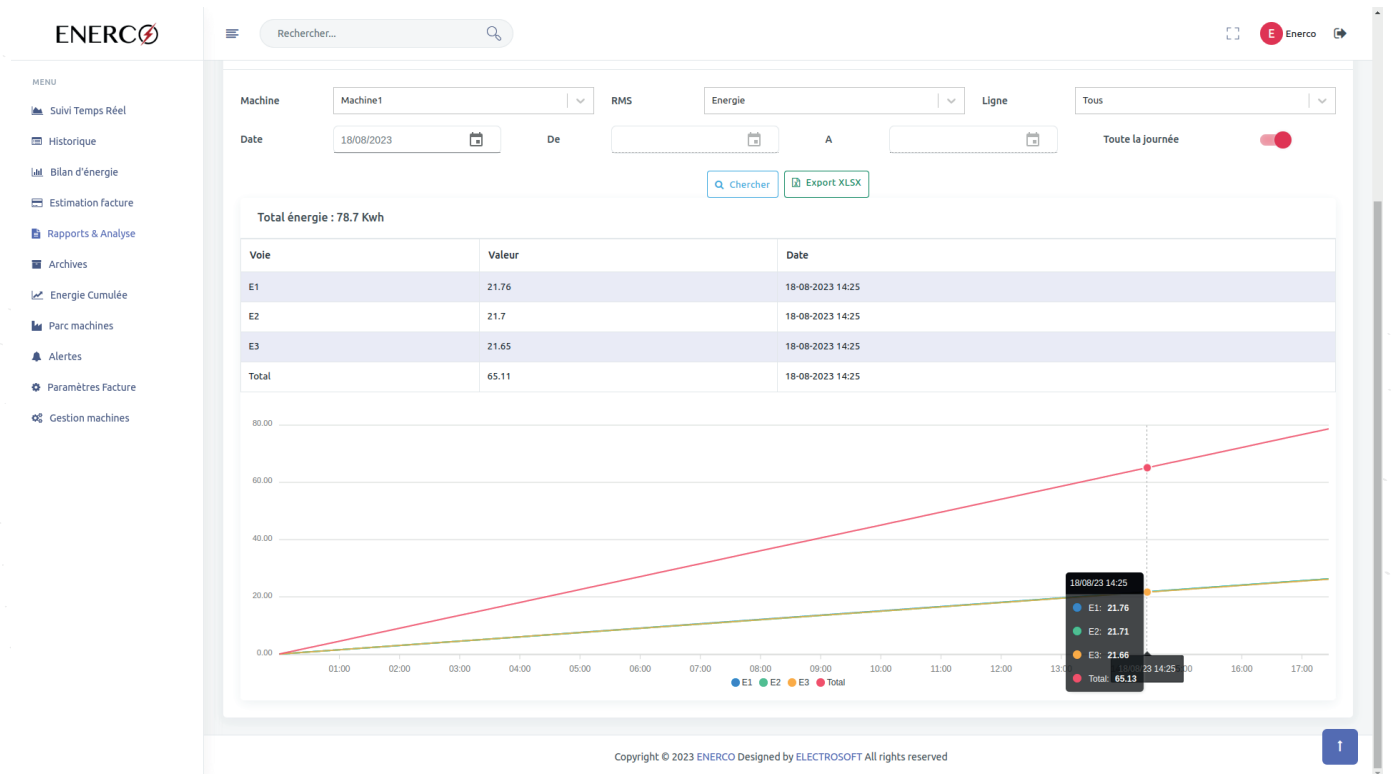 ENERCO
Rechercher...
E Enerco
MENU
Suivi Temps Réel
Historique
Bilan d'énergie
Estimation facture
Rapports & Analyse
Archives
Energie Cumulée
Parc machines
Alertes
Paramètres Facture
Gestion machines
Machine Machine1 RMS Energie Ligne Tous
Date 18/08/2023 De A Toute la journée
Chercher Export XLSX
Total énergie : 78.7 Kwh
Voie Valeur Date
E1 21.76 18-08-2023 14:25
E2 21.7 18-08-2023 14:25
E3 21.65 18-08-2023 14:25
Total 65.11 18-08-2023 14:25
80.00
60.00
40.00
20.00
0.00
18/08/23 14:25
E1: 21.76
E2: 21.71
E3: 21.66
Total: 65.13
01:00 02:00 03:00 04:00 05:00 06:00 07:00 08:00 09:00 10:00 11:00 12:00 16:00 17:00
E1 E2 E3 Total
Copyright © 2023 ENERCO Designed by ELECTROSOFT All rights reserved